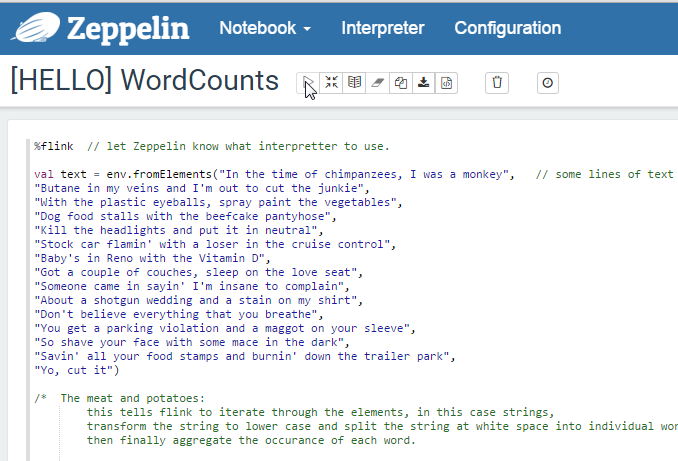 Zeppelin Notebook Interpreter Configuration
[HELLO] WordCounts
%flink // let Zeppelin know what interpretter to use.
val text = env.fromElements("In the time of chimpanzees, I was a monkey", // some lines of text
"Butane in my veins and I'm out to cut the junkie",
"With the plastic eyeballs, spray paint the vegetables",
"Dog food stalls with the beefcake pantyhose",
"Kill the headlights and put it in neutral",
"Stock car flamin' with a loser in the cruise control",
"Baby's in Reno with the Vitamin D",
"Got a couple of couches, sleep on the love seat",
"Someone came in sayin' I'm insane to complain",
"About a shotgun wedding and a stain on my shirt",
"Don't believe everything that you breathe",
"You get a parking violation and a maggot on your sleeve",
"So shave your face with some mace in the dark",
"Savin' all your food stamps and burnin' down the trailer park",
"Yo, cut it")
/* The meat and potatoes:
this tells flink to iterate through the elements, in this case strings,
transform the string to lower case and split the string at white space into individual wor
then finally aggregate the occurance of each word.